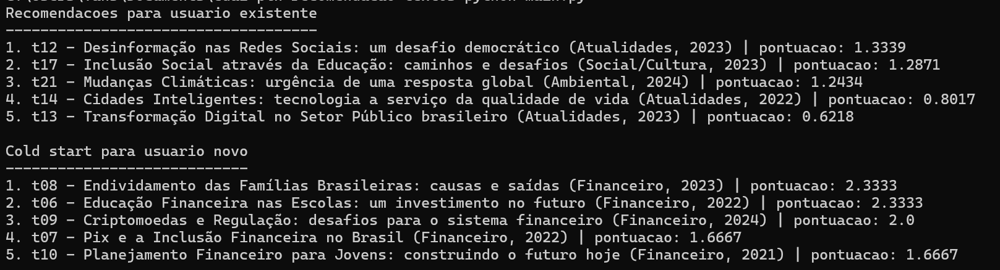 Recomendacoes para usuario existente
------------------------------------
1. t12 - Desinformação nas Redes Sociais: um desafio democrático (Atualidades, 2023) | pontuacao: 1.3339
2. t17 - Inclusão Social através da Educação: caminhos e desafios (Social/Cultura, 2023) | pontuacao: 1.2871
3. t21 - Mudanças Climáticas: urgência de uma resposta global (Ambiental, 2024) | pontuacao: 1.2434
4. t14 - Cidades Inteligentes: tecnologia a serviço da qualidade de vida (Atualidades, 2022) | pontuacao: 0.8017
5. t13 - Transformação Digital no Setor Público brasileiro (Atualidades, 2023) | pontuacao: 0.6218

Cold start para usuario novo
----------------------------
1. t08 - Endividamento das Famílias Brasileiras: causas e saídas (Financeiro, 2023) | pontuacao: 2.3333
2. t06 - Educação Financeira nas Escolas: um investimento no futuro (Financeiro, 2022) | pontuacao: 2.3333
3. t09 - Criptomoedas e Regulação: desafios para o sistema financeiro (Financeiro, 2024) | pontuacao: 2.0
4. t07 - Pix e a Inclusão Financeira no Brasil (Financeiro, 2022) | pontuacao: 1.6667
5. t10 - Planejamento Financeiro para Jovens: construindo o futuro hoje (Financeiro, 2021) | pontuacao: 1.6667